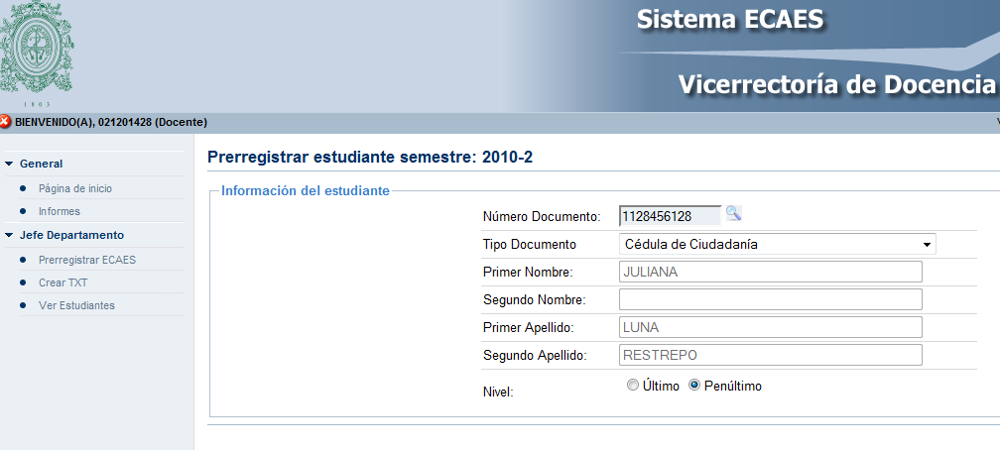 Sistema ECAES
Vicerrectoría de Docencia
1803
BIENVENIDO(A), 021201428 (Docente)
General
Página de inicio
Informes
Jefe Departamento
Prerregistrar ECAES
Crear TXT
Ver Estudiantes
Prerregistrar estudiante semestre: 2010-2
Información del estudiante
Número Documento: 1128456128
Tipo Documento Cédula de Ciudadanía
Primer Nombre: JULIANA
Segundo Nombre:
Primer Apellido: LUNA
Segundo Apellido: RESTREPO
Nivel: Último Penúltimo